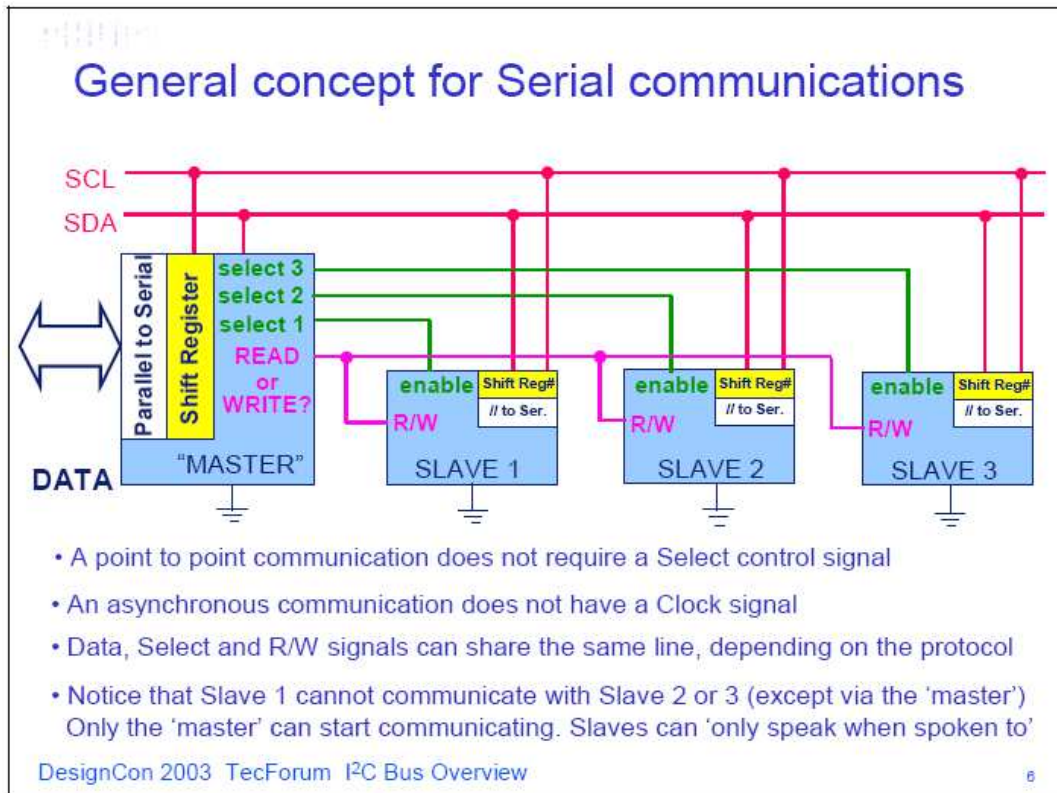 General concept for Serial communications
SCL
SDA
Parallel to Serial
Shift Register
select 3
select 2
select 1
READ
or
WRITE?
"MASTER"
DATA
enable
Shift Reg#
// to Ser.
R/W
SLAVE 1
enable
Shift Reg#
// to Ser.
R/W
SLAVE 2
enable
Shift Reg#
// to Ser.
R/W
SLAVE 3
• A point to point communication does not require a Select control signal
• An asynchronous communication does not have a Clock signal
• Data, Select and R/W signals can share the same line, depending on the protocol
• Notice that Slave 1 cannot communicate with Slave 2 or 3 (except via the 'master')
Only the 'master' can start communicating. Slaves can 'only speak when spoken to'
DesignCon 2003 TecForum I²C Bus Overview
6